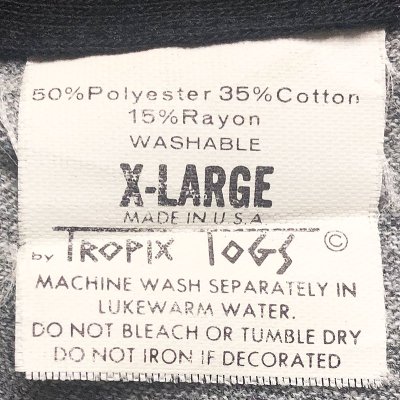 50%Polyester 35%Cotton
15%Rayon
WASHABLE
X-LARGE
MADE IN U.S.A
by TROPIX TOGS ©
MACHINE WASH SEPARATELY IN
LUKEWARM WATER.
DO NOT BLEACH OR TUMBLE DRY
DO NOT IRON IF DECORATED